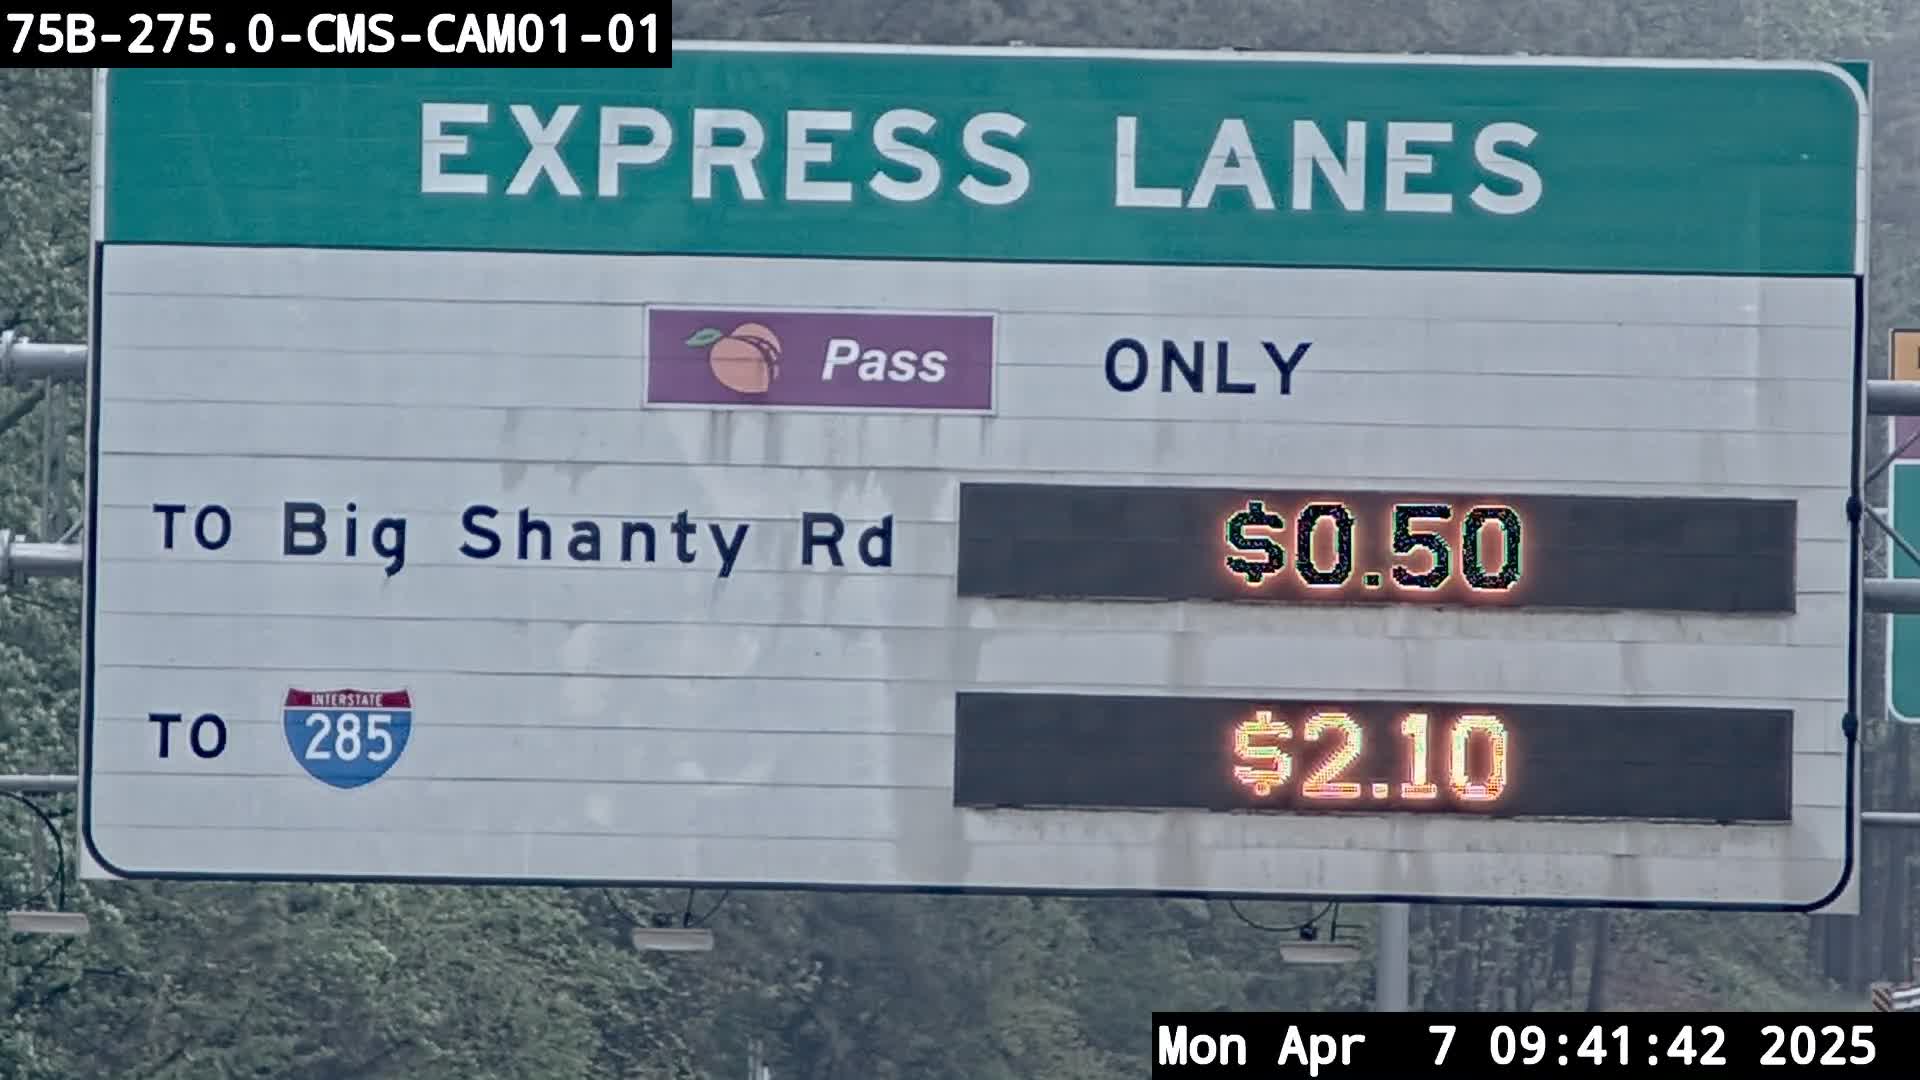 75B-275.0-CMS-CAM01-01
EXPRESS LANES
Pass ONLY
TO Big Shanty Rd $0.50
INTERSTATE
TO 285 $2.10
Mon Apr 7 09:41:42 2025